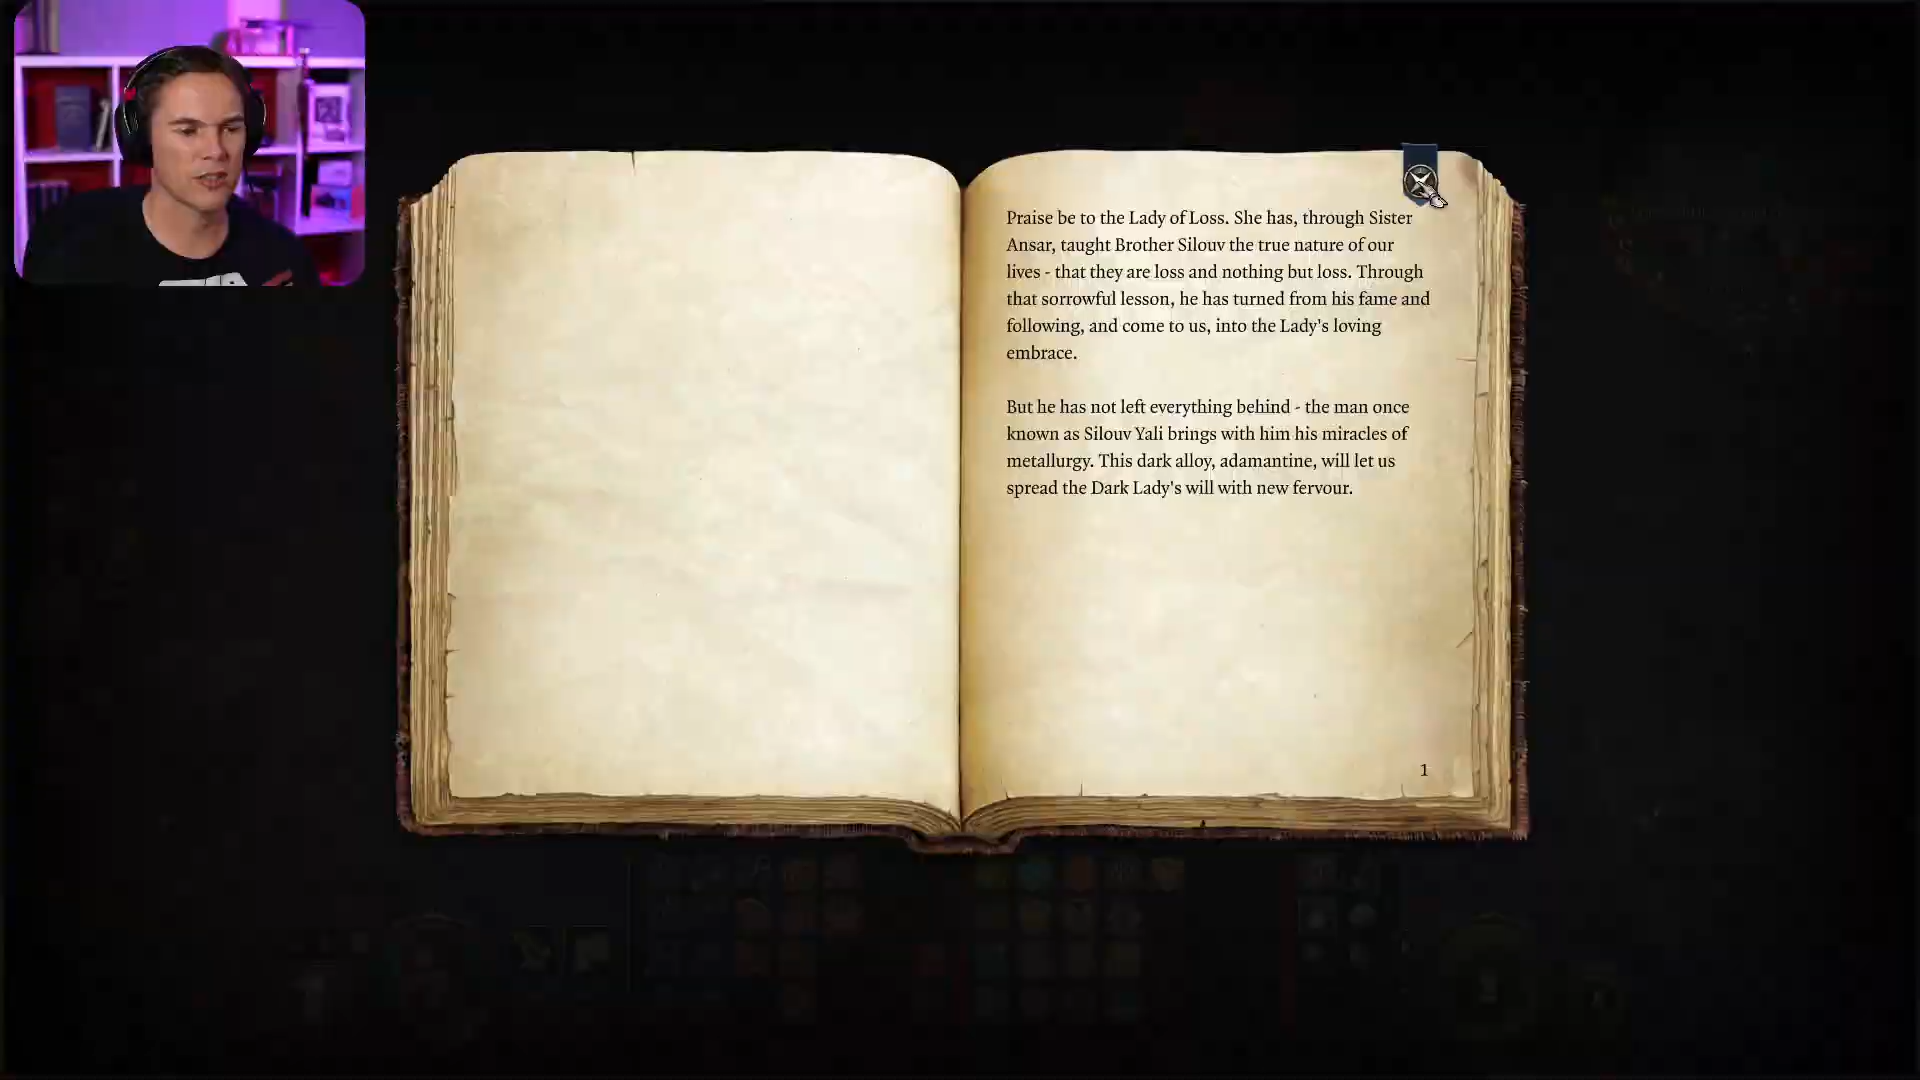 Praise be to the Lady of Loss. She has, through Sister
Ansar, taught Brother Silouv the true nature of our
lives - that they are loss and nothing but loss. Through
that sorrowful lesson, he has turned from his fame and
following, and come to us, into the Lady's loving
embrace.
But he has not left everything behind - the man once
known as Silouv Yali brings with him his miracles of
metallurgy. This dark alloy, adamantine, will let us
spread the Dark Lady's will with new fervour.
1